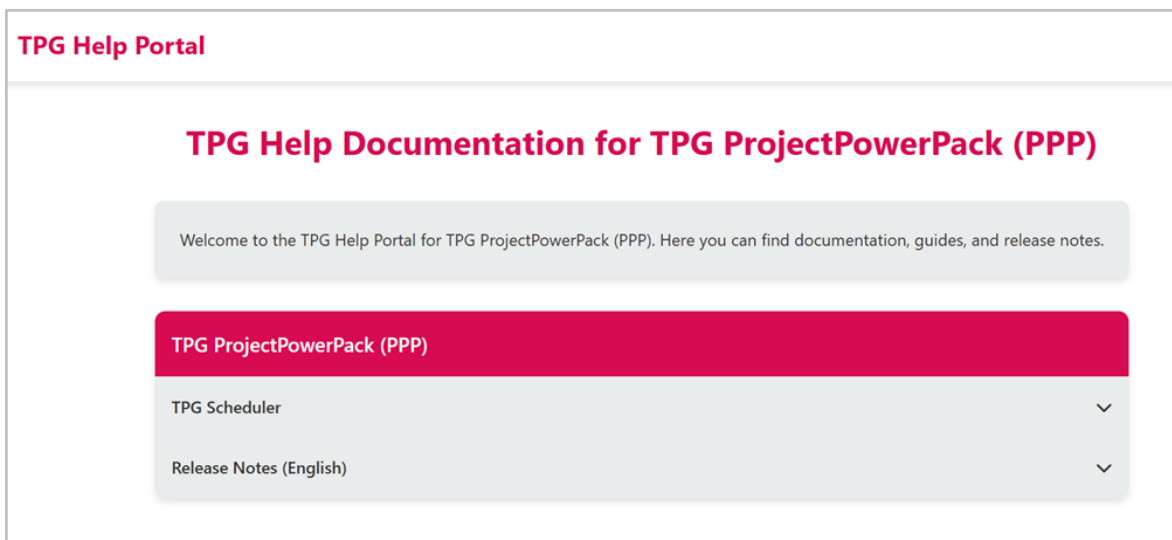 TPG Help Portal
TPG Help Documentation for TPG ProjectPowerPack (PPP)
Welcome to the TPG Help Portal for TPG ProjectPowerPack (PPP). Here you can find documentation, guides, and release notes.
TPG ProjectPowerPack (PPP)
TPG Scheduler
Release Notes (English)